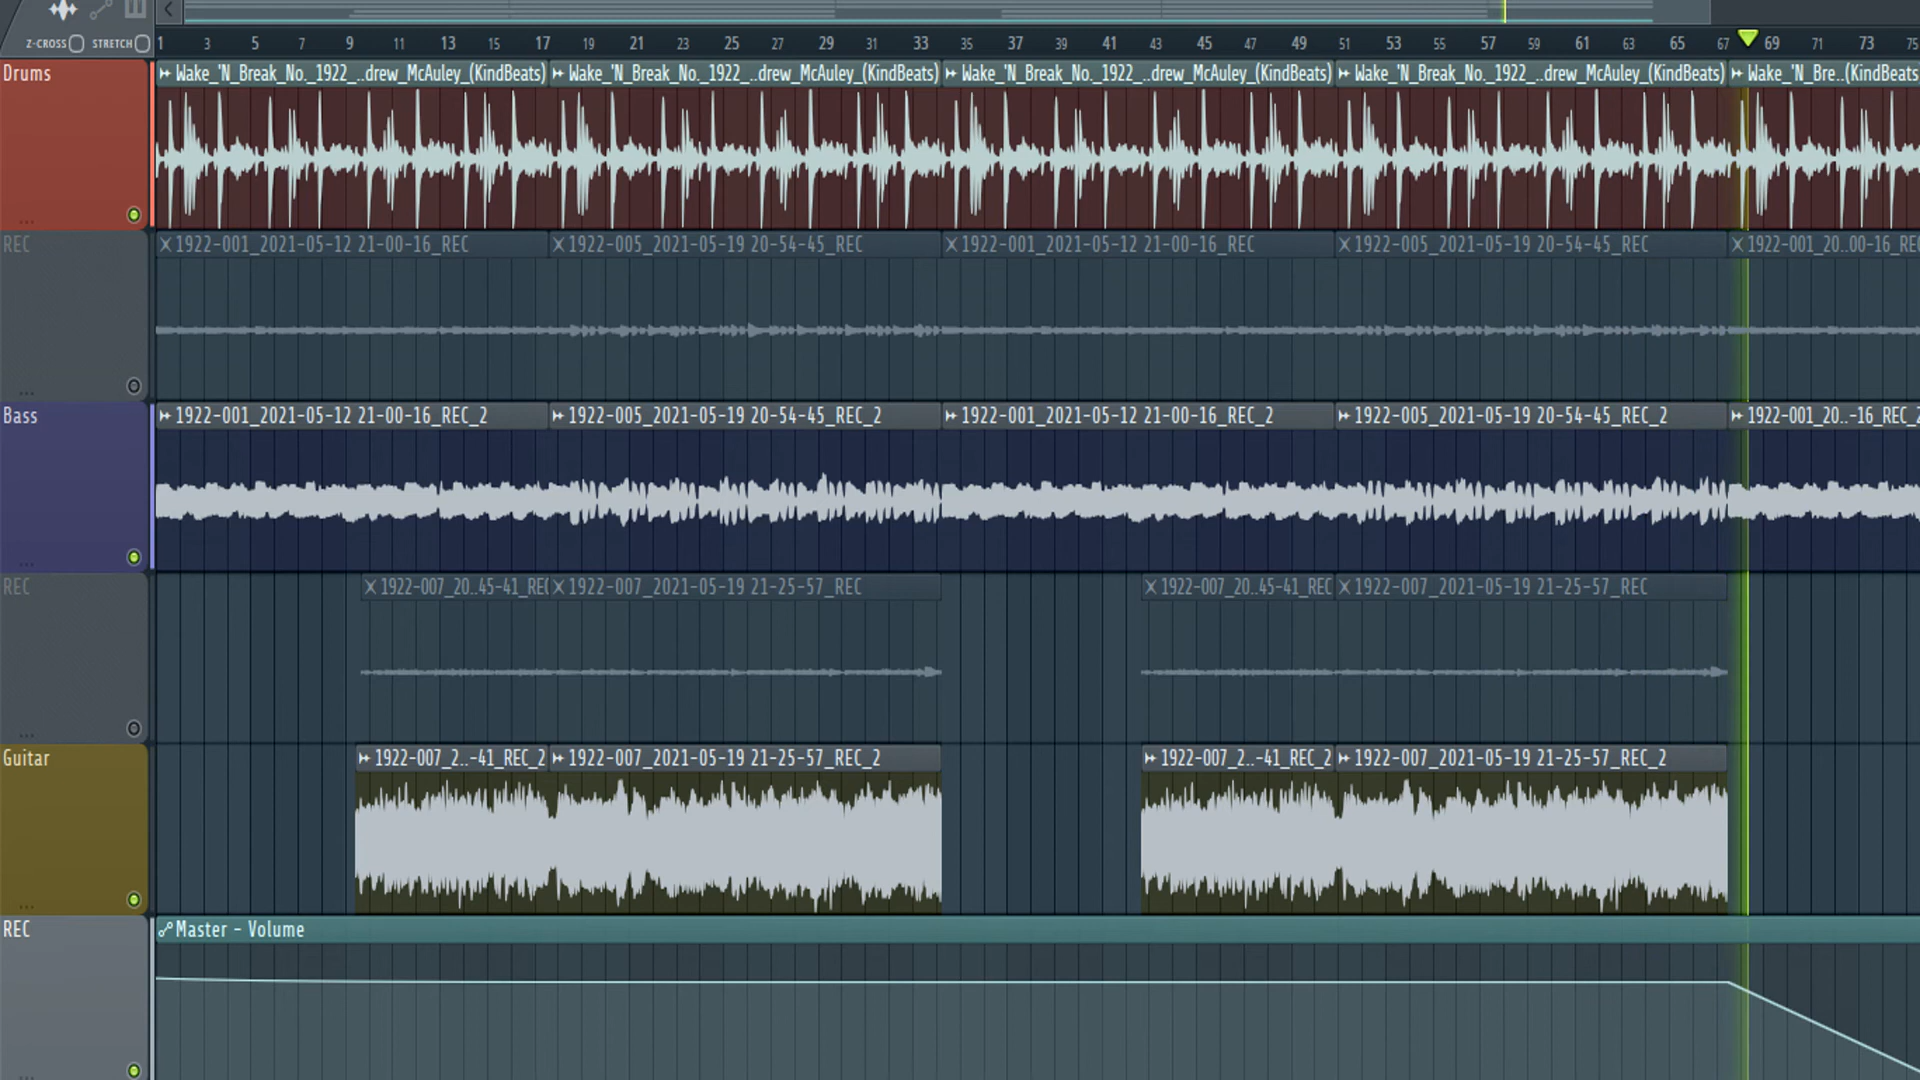 Z-CROSS STRETCH 1 3 5 7 9 11 13 15 17 19 21 23 25 27 29 31 33 35 37 39 41 43 45 47 49 51 53 55 57 59 61 63 65 67 69 71 73 75
Drums Wake_'N_Break_No._1922_..drew_McAuley_(KindBeats) Wake_'N_Break_No._1922_..drew_McAuley_(KindBeats) Wake_'N_Break_No._1922_..drew_McAuley_(KindBeats) Wake_'N_Break_No._1922_..drew_McAuley_(KindBeats) Wake_'N_Bre..(KindBeats
REC 1922-001_2021-05-12 21-00-16_REC 1922-005_2021-05-19 20-54-45_REC 1922-001_2021-05-12 21-00-16_REC 1922-005_2021-05-19 20-54-45_REC 1922-001_20..00-16_REC
Bass 1922-001_2021-05-12 21-00-16_REC_2 1922-005_2021-05-19 20-54-45_REC_2 1922-001_2021-05-12 21-00-16_REC_2 1922-005_2021-05-19 20-54-45_REC_2 1922-001_20..-16_REC_2
REC 1922-007_20..45-41_REC 1922-007_2021-05-19 21-25-57_REC 1922-007_20..45-41_REC 1922-007_2021-05-19 21-25-57_REC
Guitar 1922-007_2..-41_REC_2 1922-007_2021-05-19 21-25-57_REC_2 1922-007_2..-41_REC_2 1922-007_2021-05-19 21-25-57_REC_2
REC Master - Volume